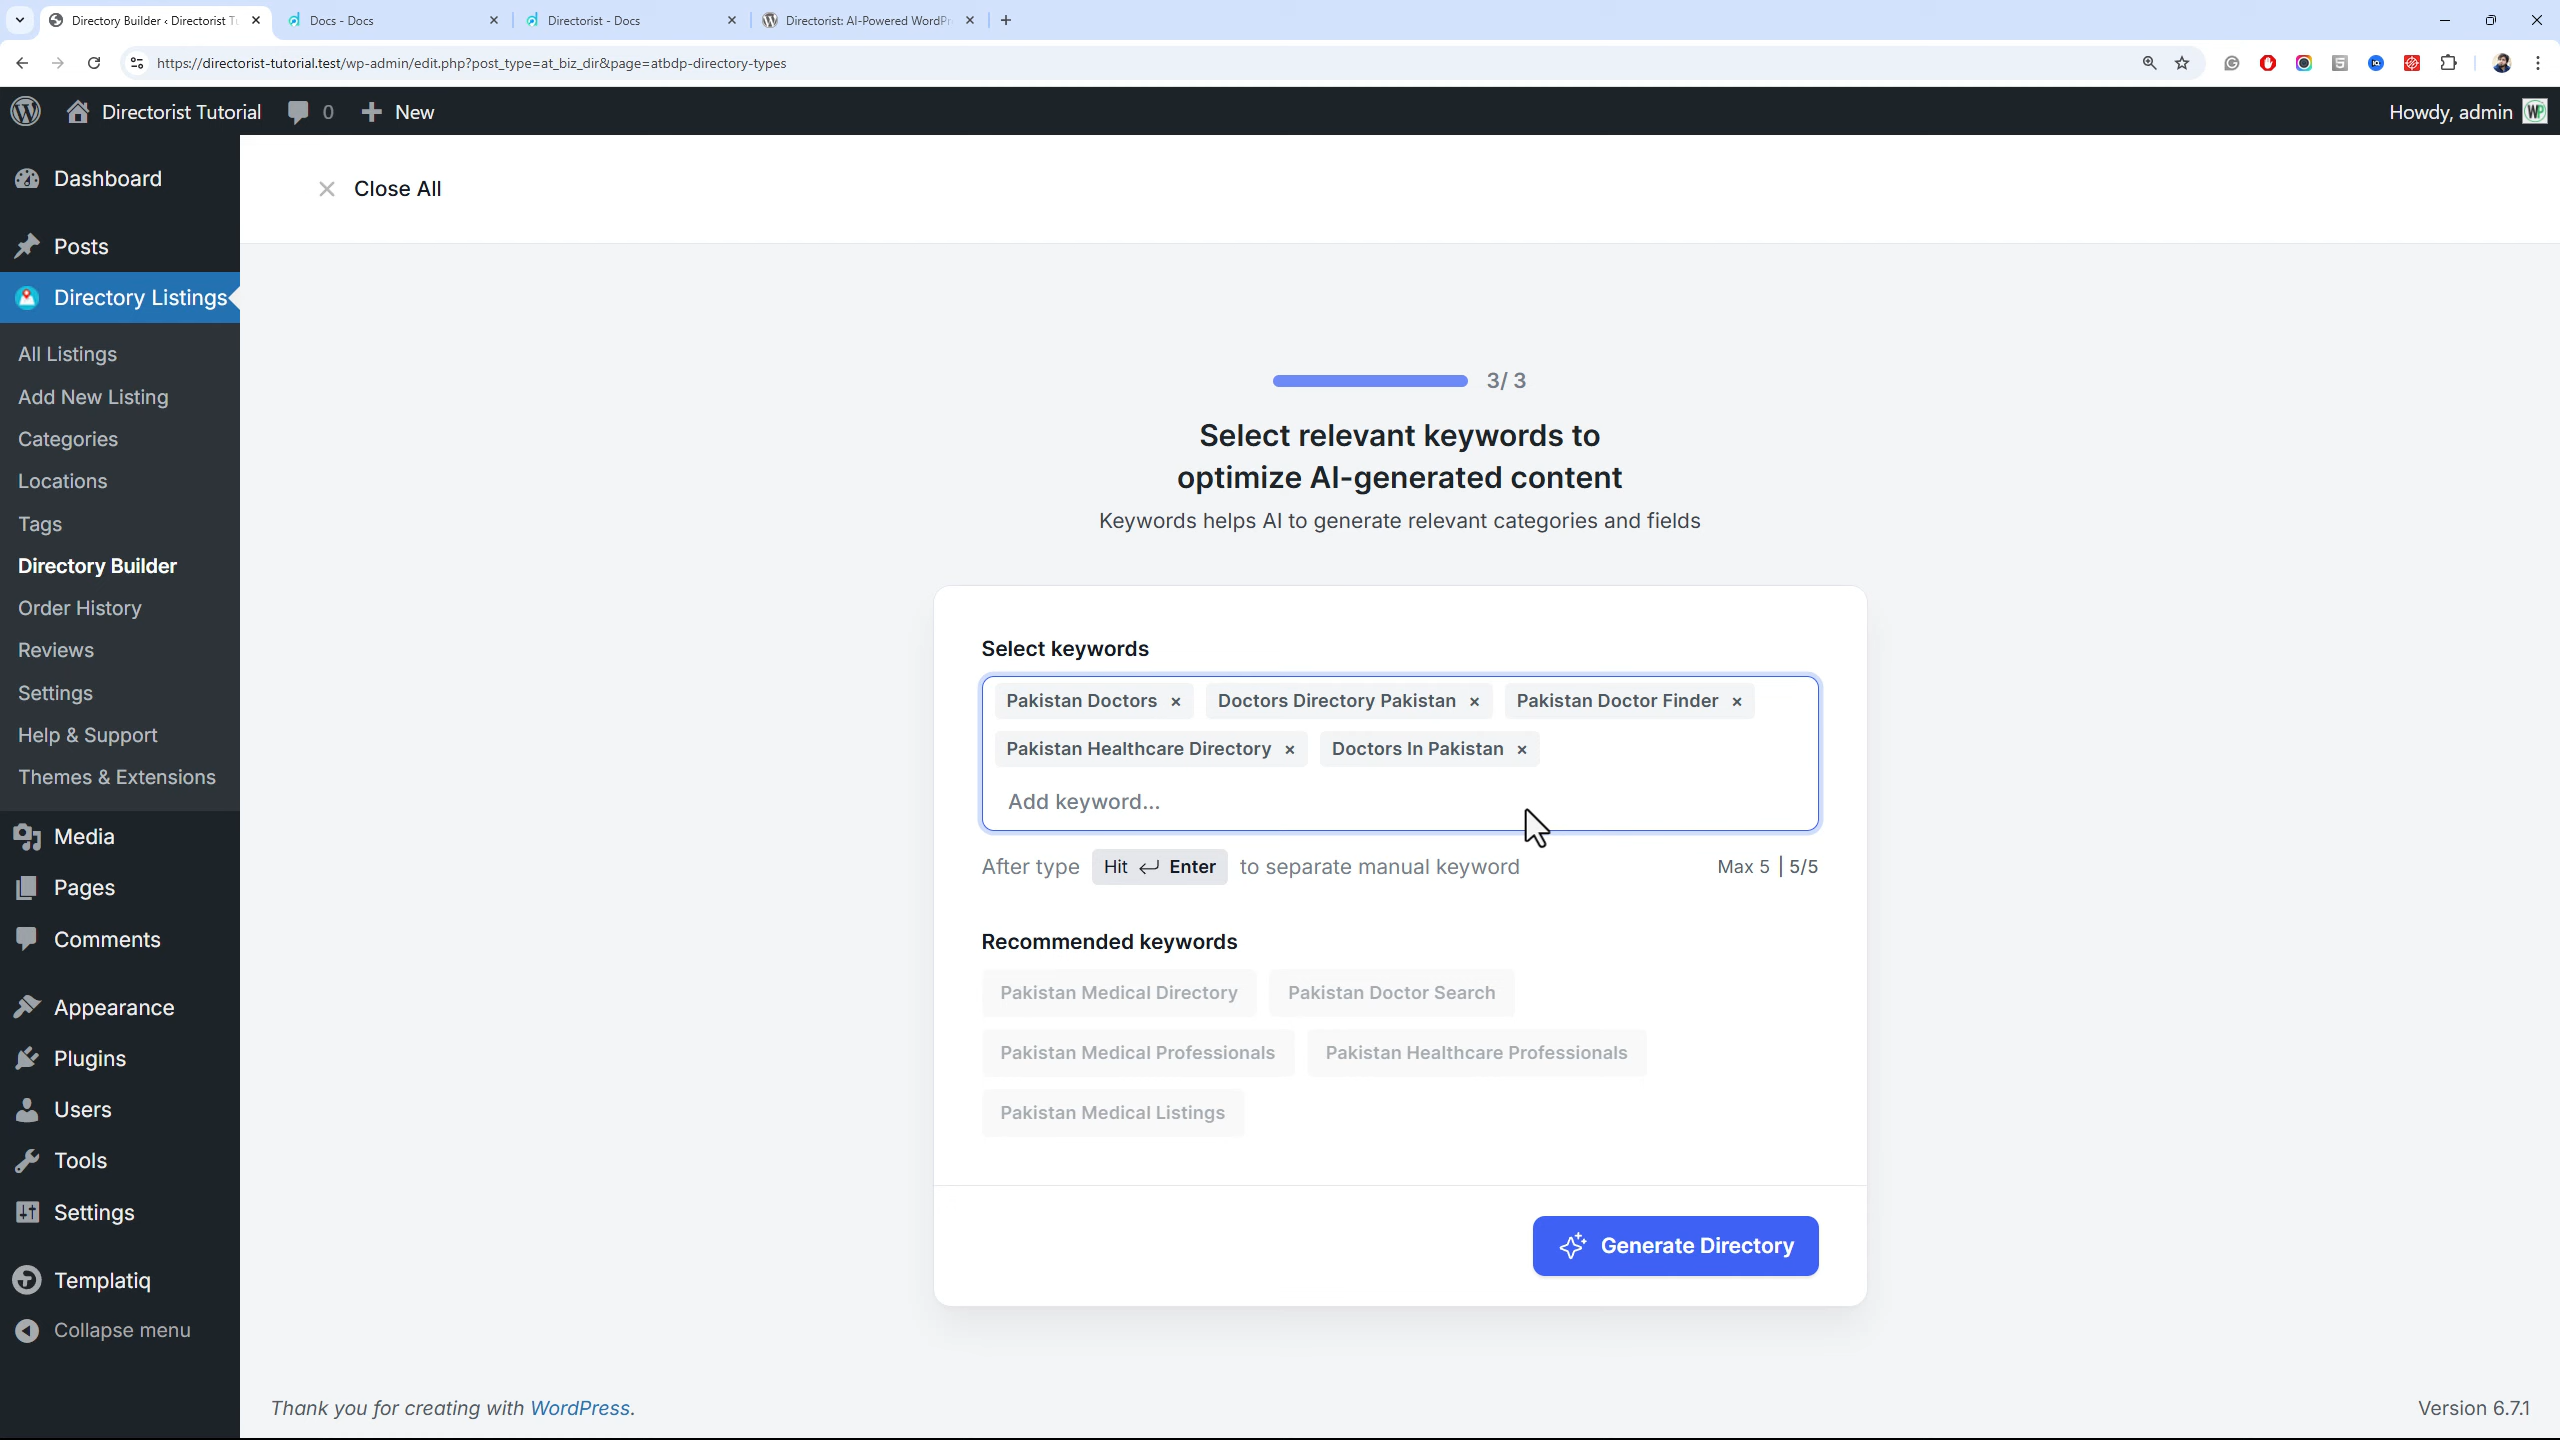 Directory Builder ‹ Directorist Tu
Docs - Docs
Directorist - Docs
Directorist: AI-Powered WordPr
https://directorist-tutorial.test/wp-admin/edit.php?post_type=at_biz_dir&page=atbdp-directory-types
Directorist Tutorial
0
New
Howdy, admin
Dashboard
Posts
Directory Listings
All Listings
Add New Listing
Categories
Locations
Tags
Directory Builder
Order History
Reviews
Settings
Help & Support
Themes & Extensions
Media
Pages
Comments
Appearance
Plugins
Users
Tools
Settings
Templatiq
Collapse menu
Close All
3/ 3
Select relevant keywords to
optimize AI-generated content
Keywords helps AI to generate relevant categories and fields
Select keywords
Pakistan Doctors × Doctors Directory Pakistan × Pakistan Doctor Finder ×
Pakistan Healthcare Directory × Doctors In Pakistan ×
Add keyword...
After type Hit ↵ Enter to separate manual keyword Max 5 | 5/5
Recommended keywords
Pakistan Medical Directory Pakistan Doctor Search
Pakistan Medical Professionals Pakistan Healthcare Professionals
Pakistan Medical Listings
Generate Directory
Thank you for creating with WordPress.
Version 6.7.1